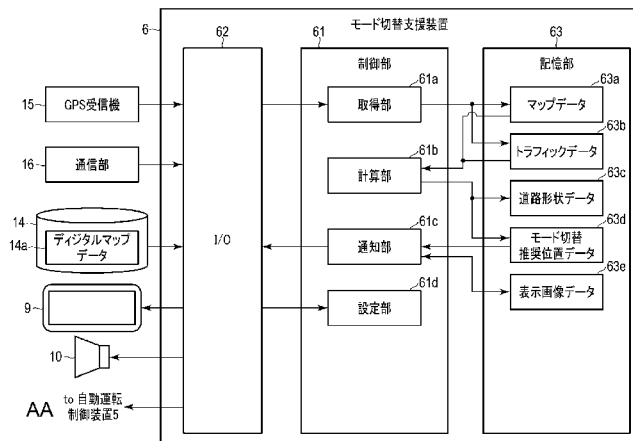 6
モード切替支援装置
62
61
63
制御部
記憶部
61a
63a
15
GPS受信機
取得部
マップデータ
63b
トラフィックデータ
16
通信部
61b
計算部
63c
道路形状データ
14
14a
ディジタルマップ
データ
I/O
61c
通知部
63d
モード切替
推奨位置データ
63e
9
61d
設定部
表示画像データ
10
AA
to 自動運転
制御装置5